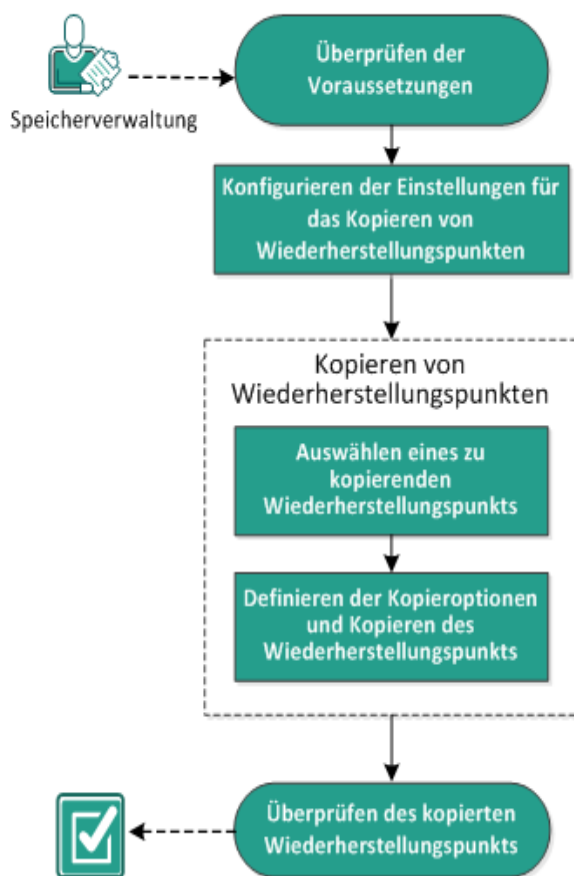 Überprüfen der
Voraussetzungen
Speicherverwaltung
Konfigurieren der Einstellungen für
das Kopieren von
Wiederherstellungspunkten
Kopieren von
Wiederherstellungspunkten
Auswählen eines zu
kopierenden
Wiederherstellungspunkts
Definieren der Kopieroptionen
und Kopieren des
Wiederherstellungspunkts
Überprüfen des kopierten
Wiederherstellungspunkts